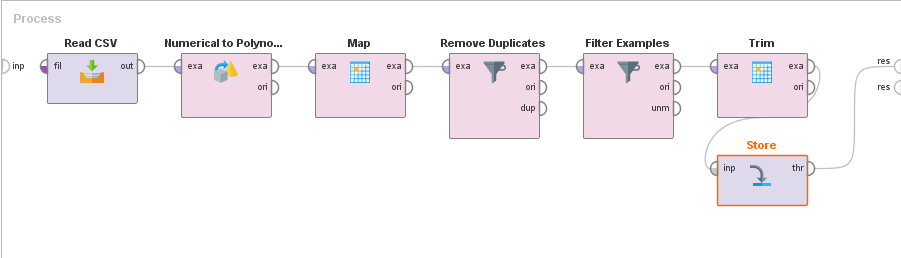 Process
Read CSV Numerical to Polyno... Map Remove Duplicates Filter Examples Trim
inp fil out exa exa exa exa exa exa exa exa exa exa res
ori ori ori ori ori res
dup unm
Store
inp thr